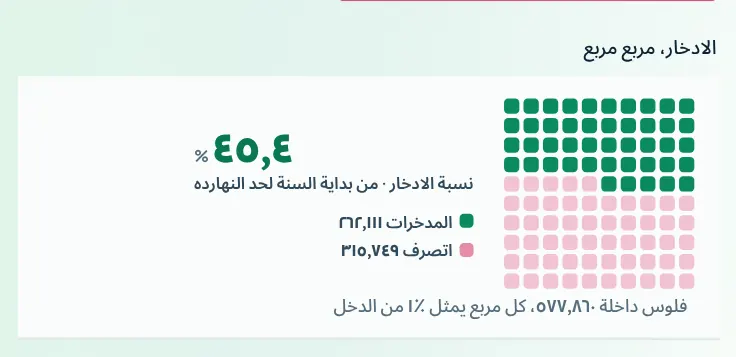 الادخار، مربع مربع
٤٥,٤ %
نسبة الادخار · من بداية السنة لحد النهارده
المدخرات ٢٦٢,١١١
اتصرف ٣١٥,٧٤٩
فلوس داخلة ٥٧٧,٨٦٠، كل مربع يمثل ١٪ من الدخل